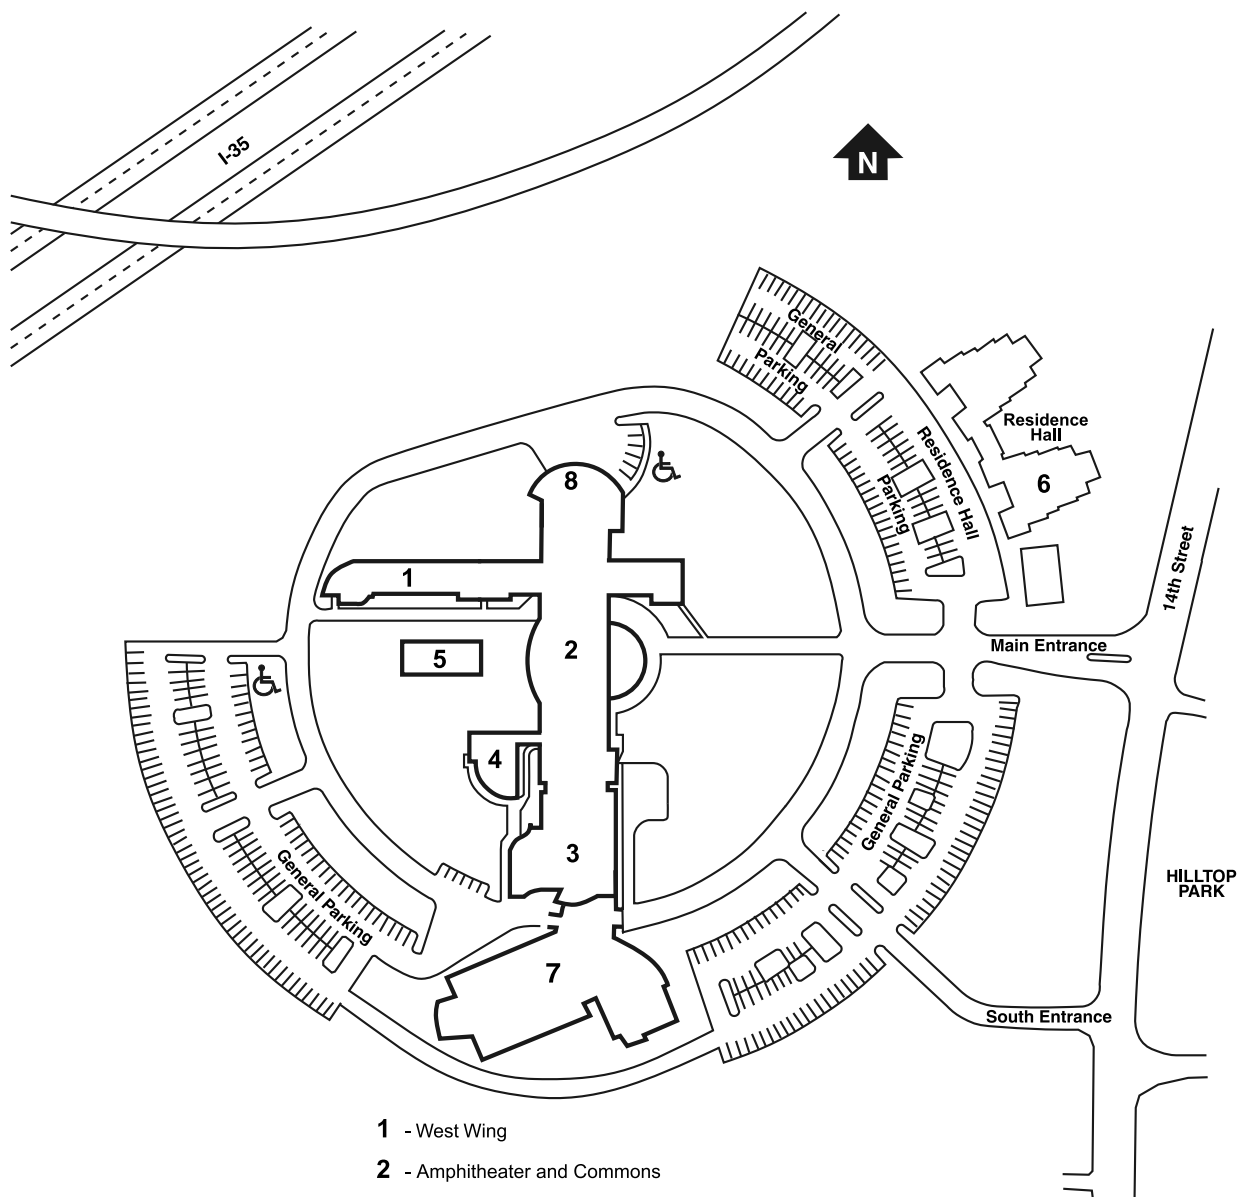 I-35
N
General
Parking
Residence
Hall
Residence Hall
Parking
8
6
1
14th Street
5
2
Main Entrance
4
General Parking
3
HILLTOP
PARK
General Parking
7
South Entrance
1 - West Wing
2 - Amphitheater and Commons